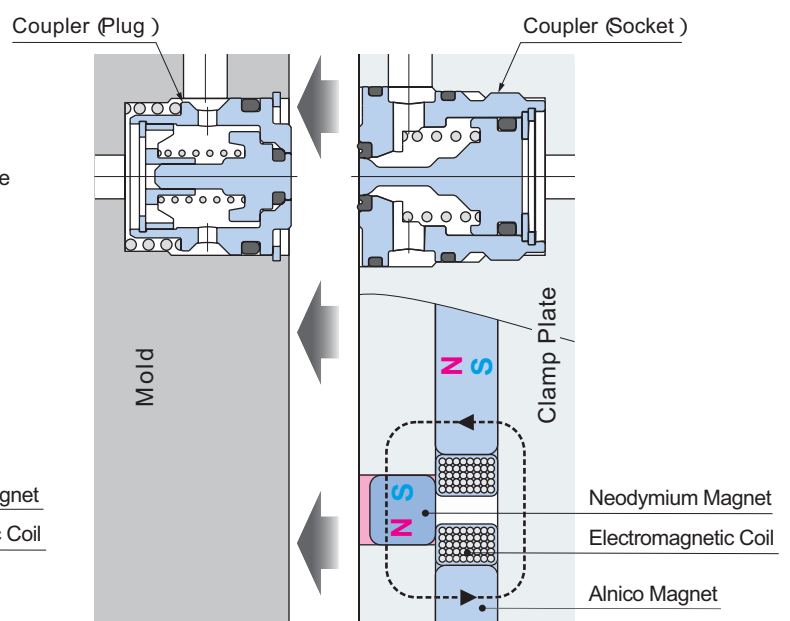 Coupler (Plug )
Coupler (Socket )
e
Mold
Clamp Plate
N S
S
N
gnet
Neodymium Magnet
c Coil
Electromagnetic Coil
Alnico Magnet